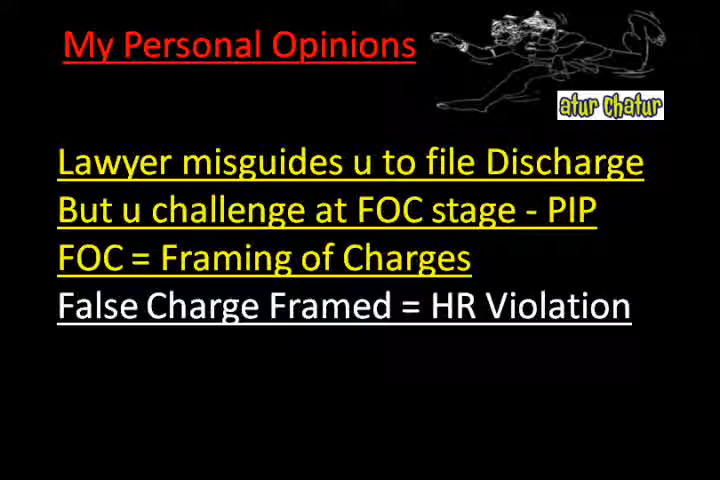 My Personal Opinions
atur chatur
Lawyer misguides u to file Discharge
But u challenge at FOC stage - PIP
FOC = Framing of Charges
False Charge Framed = HR Violation